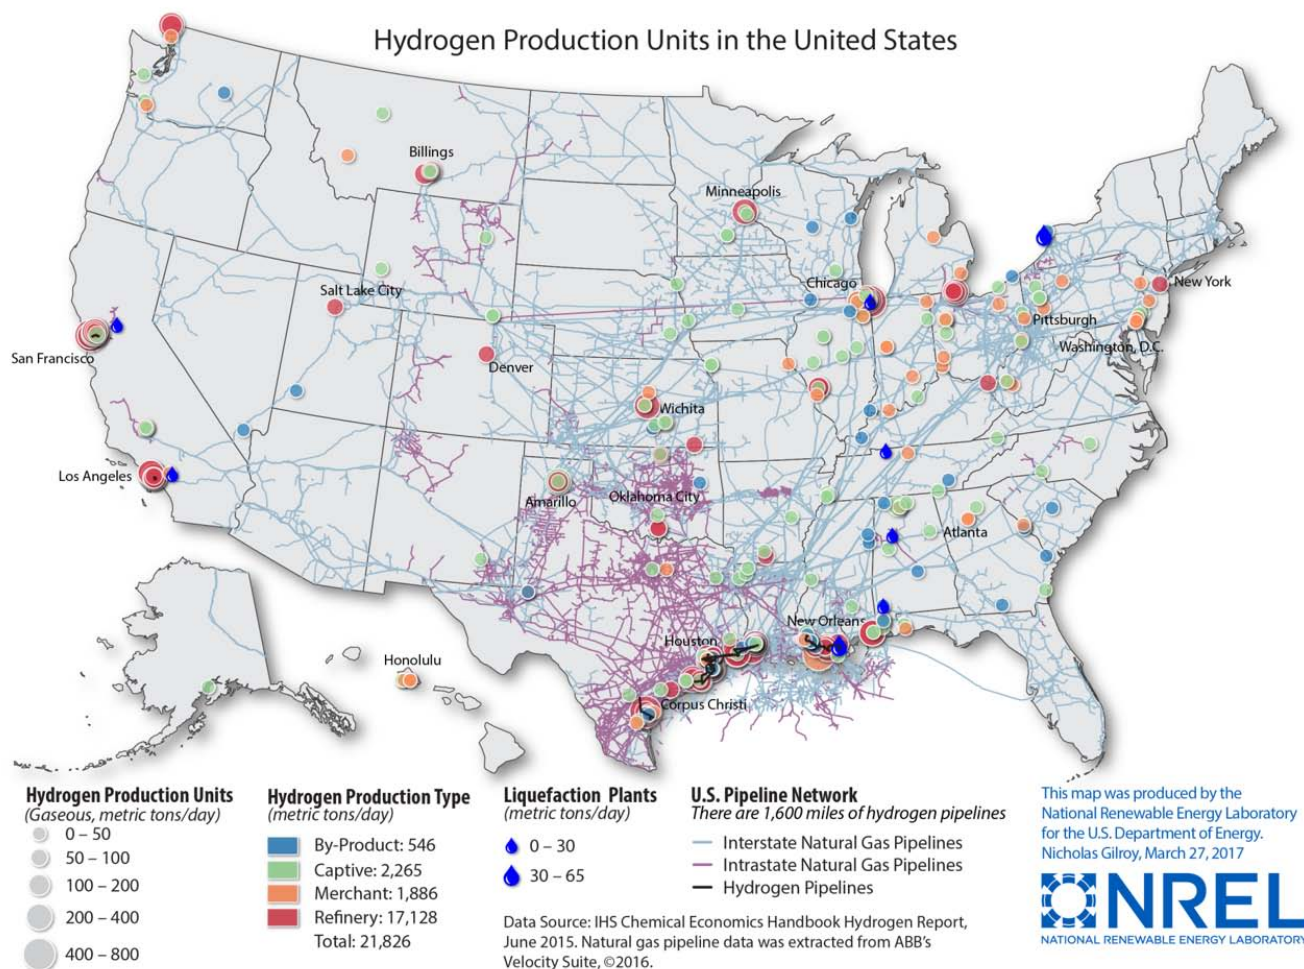 Hydrogen Production Units in the United States
Billings
Minneapolis
Chicago
New York
Salt Lake City
Pittsburgh
San Francisco
Denver
Washington, D.C.
Wichita
Los Angeles
Amarillo
Oklahoma City
Atlanta
New Orleans
Houston
Honolulu
Corpus Christi
Hydrogen Production Units
(Gaseous, metric tons/day)
0 – 50
50 – 100
100 – 200
200 – 400
400 – 800
Hydrogen Production Type
(metric tons/day)
By-Product: 546
Captive: 2,265
Merchant: 1,886
Refinery: 17,128
Total: 21,826
Liquefaction Plants
(metric tons/day)
0 – 30
30 – 65
U.S. Pipeline Network
There are 1,600 miles of hydrogen pipelines
Interstate Natural Gas Pipelines
Intrastate Natural Gas Pipelines
Hydrogen Pipelines
Data Source: IHS Chemical Economics Handbook Hydrogen Report,
June 2015. Natural gas pipeline data was extracted from ABB's
Velocity Suite, ©2016.
This map was produced by the
National Renewable Energy Laboratory
for the U.S. Department of Energy.
Nicholas Gilroy, March 27, 2017
NREL
NATIONAL RENEWABLE ENERGY LABORATORY